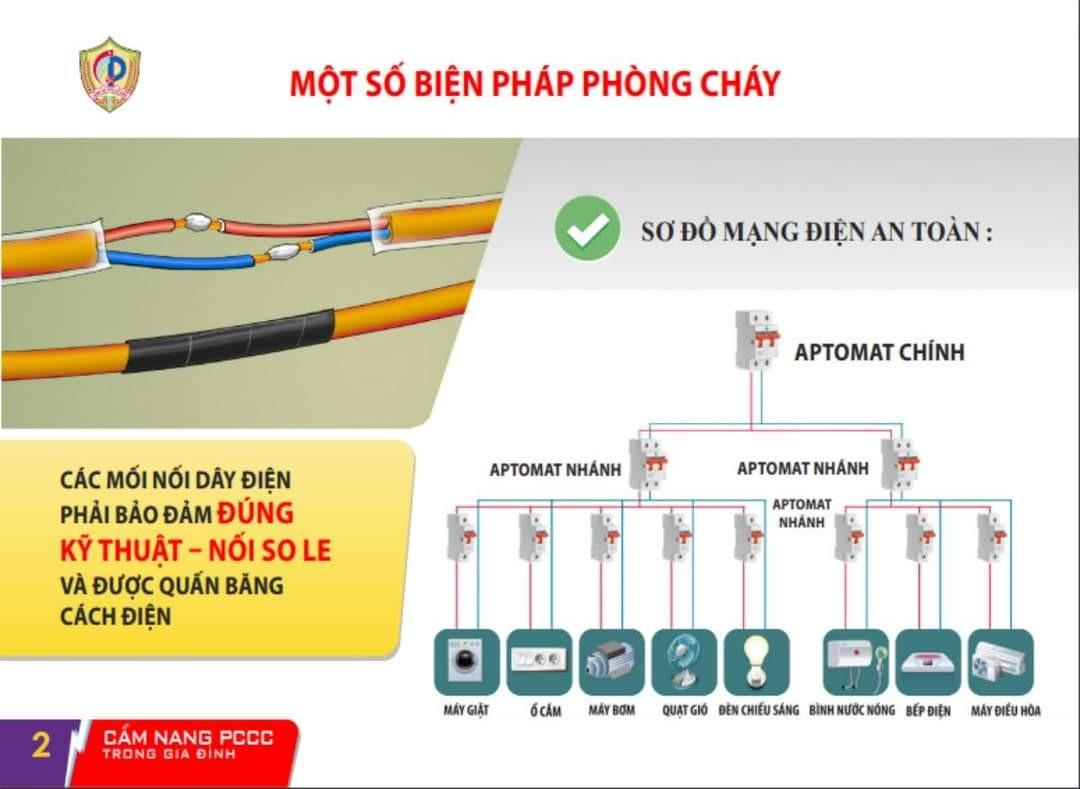 MỘT SỐ BIỆN PHÁP PHÒNG CHÁY
SƠ ĐỒ MẠNG ĐIỆN AN TOÀN :
APTOMAT CHÍNH
APTOMAT NHÁNH
APTOMAT NHÁNH
APTOMAT
NHÁNH
CÁC MỐI NỐI DÂY ĐIỆN
PHẢI BẢO ĐẢM ĐÚNG
KỸ THUẬT – NỐI SO LE
VÀ ĐƯỢC QUẤN BĂNG
CÁCH ĐIỆN
MÁY GIẶT
Ổ CẮM
MÁY BƠM
QUẠT GIÓ
ĐÈN CHIẾU SÁNG
BÌNH NƯỚC NÓNG
BẾP ĐIỆN
MÁY ĐIỀU HÒA
2
CẨM NANG PCCC
TRONG GIA ĐÌNH